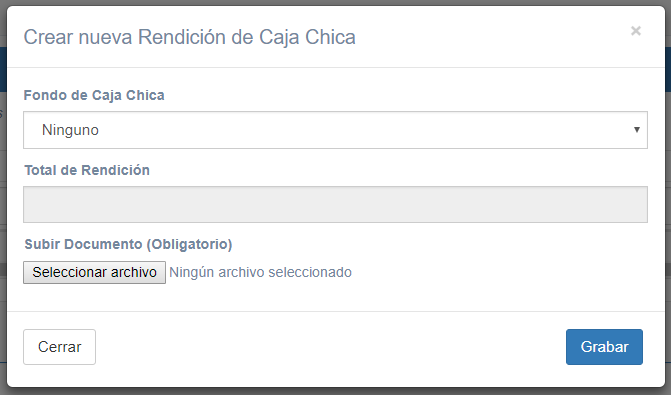 Crear nueva Rendición de Caja Chica
×
Fondo de Caja Chica
Ninguno
Total de Rendición
Subir Documento (Obligatorio)
Seleccionar archivo Ningún archivo seleccionado
Cerrar
Grabar